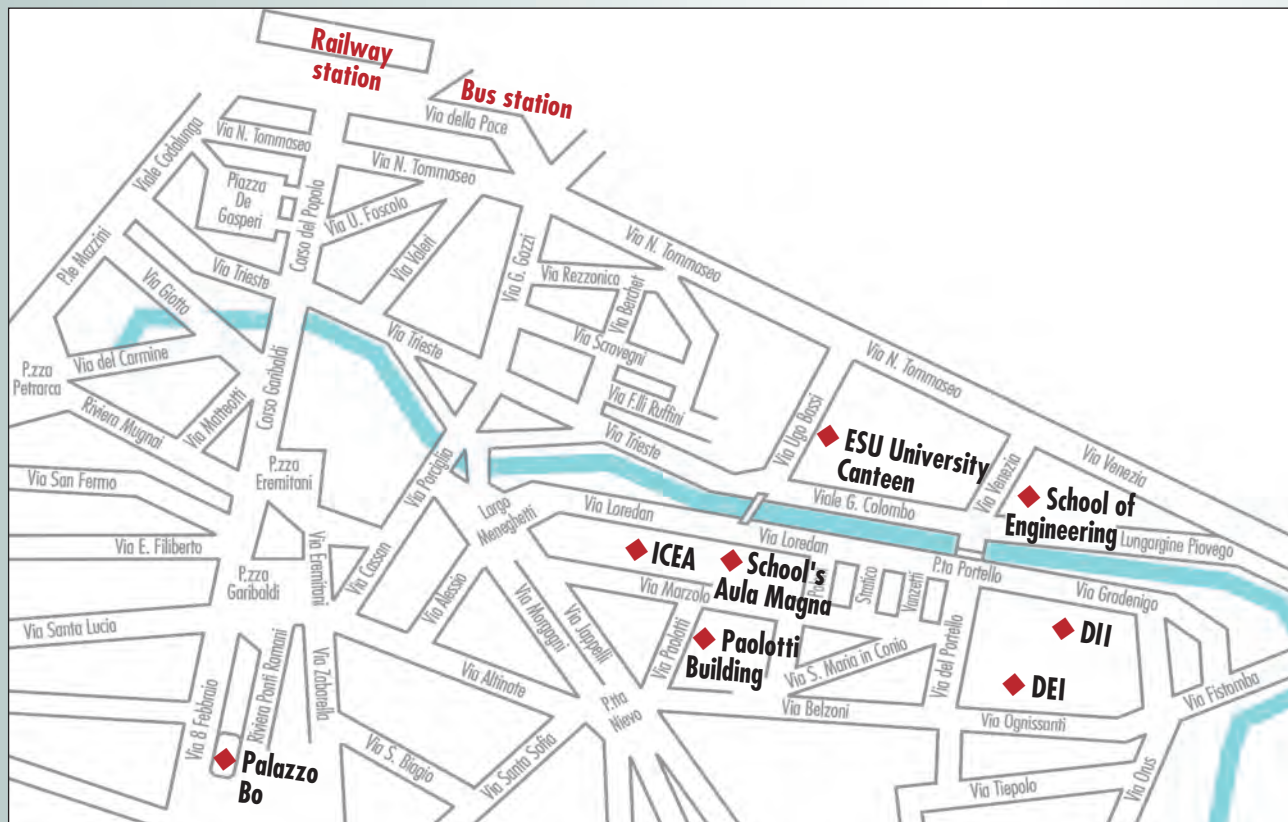 Railway
station
Bus station
Via della Pace
Via N. Tommaseo
Via N. Tommaseo
Viale Codalunga
Piazza
De
Gasperi
Corso del Popolo
Via U. Foscolo
Via Valeri
Via G. Gozzi
Via N. Tommaseo
P.le Mazzini
Via Trieste
Via Giotto
Via Rezzonico
Via Berchet
Via Scrovegni
Via Trieste
Via N. Tommaseo
P.zza
Petrarca
Via del Carmine
Corso Garibaldi
Via Matteotti
Riviera Mugnai
Via F.lli Ruffini
Via Trieste
Via Ugo Bassi
ESU University
Canteen
Via Venezia
Via Venezia
School of
Engineering
Viale G. Colombo
Lungargine Piovego
P.zza
Eremitani
Via Porciglia
Via San Fermo
Largo
Meneghetti
Via Loredan
Via Loredan
P.ta Portello
Via E. Filiberto
Via Eremitani
Via Cassan
ICEA
School's
Aula Magna
Statico
Vanzetti
Via Gradenigo
P.zza
Garibaldi
Via Alessio
Via Morgagni
Via Jappelli
Via Marzolo
Via Paolotti
Paolotti
Building
Via S. Maria in Conio
Via del Portello
DII
DEI
Via Santa Lucia
Via Altinate
P.tta
Nievo
Via Belzoni
Via Ognissanti
Via Fistomba
Via 8 Febbraio
Riviera Ponti Romani
Via Zabarella
Palazzo
Bo
Via S. Biagio
Via Santa Sofia
Via Tiepolo
Via Orus